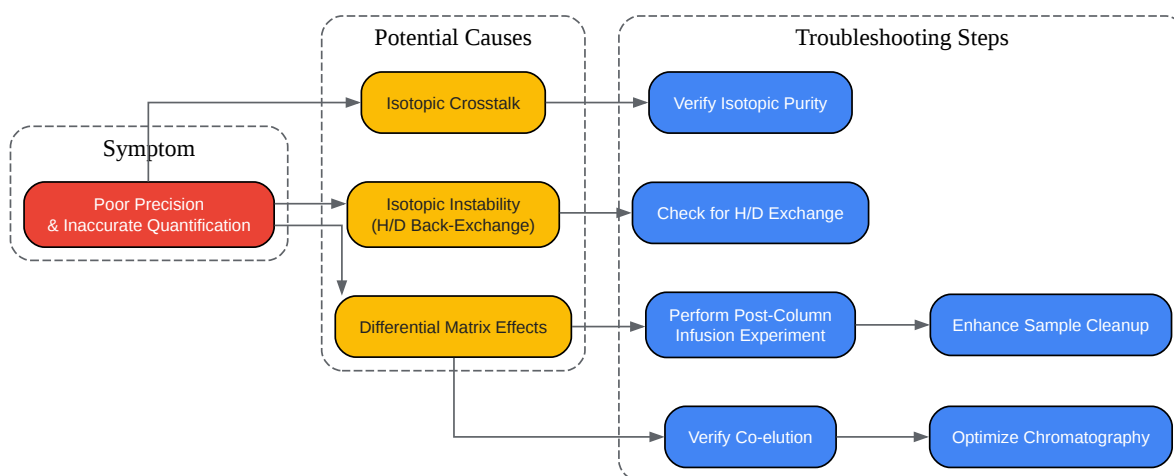 Potential Causes
Troubleshooting Steps
Isotopic Crosstalk
Verify Isotopic Purity
Symptom
Poor Precision
& Inaccurate Quantification
Isotopic Instability
(H/D Back-Exchange)
Check for H/D Exchange
Differential Matrix Effects
Perform Post-Column
Infusion Experiment
Enhance Sample Cleanup
Verify Co-elution
Optimize Chromatography